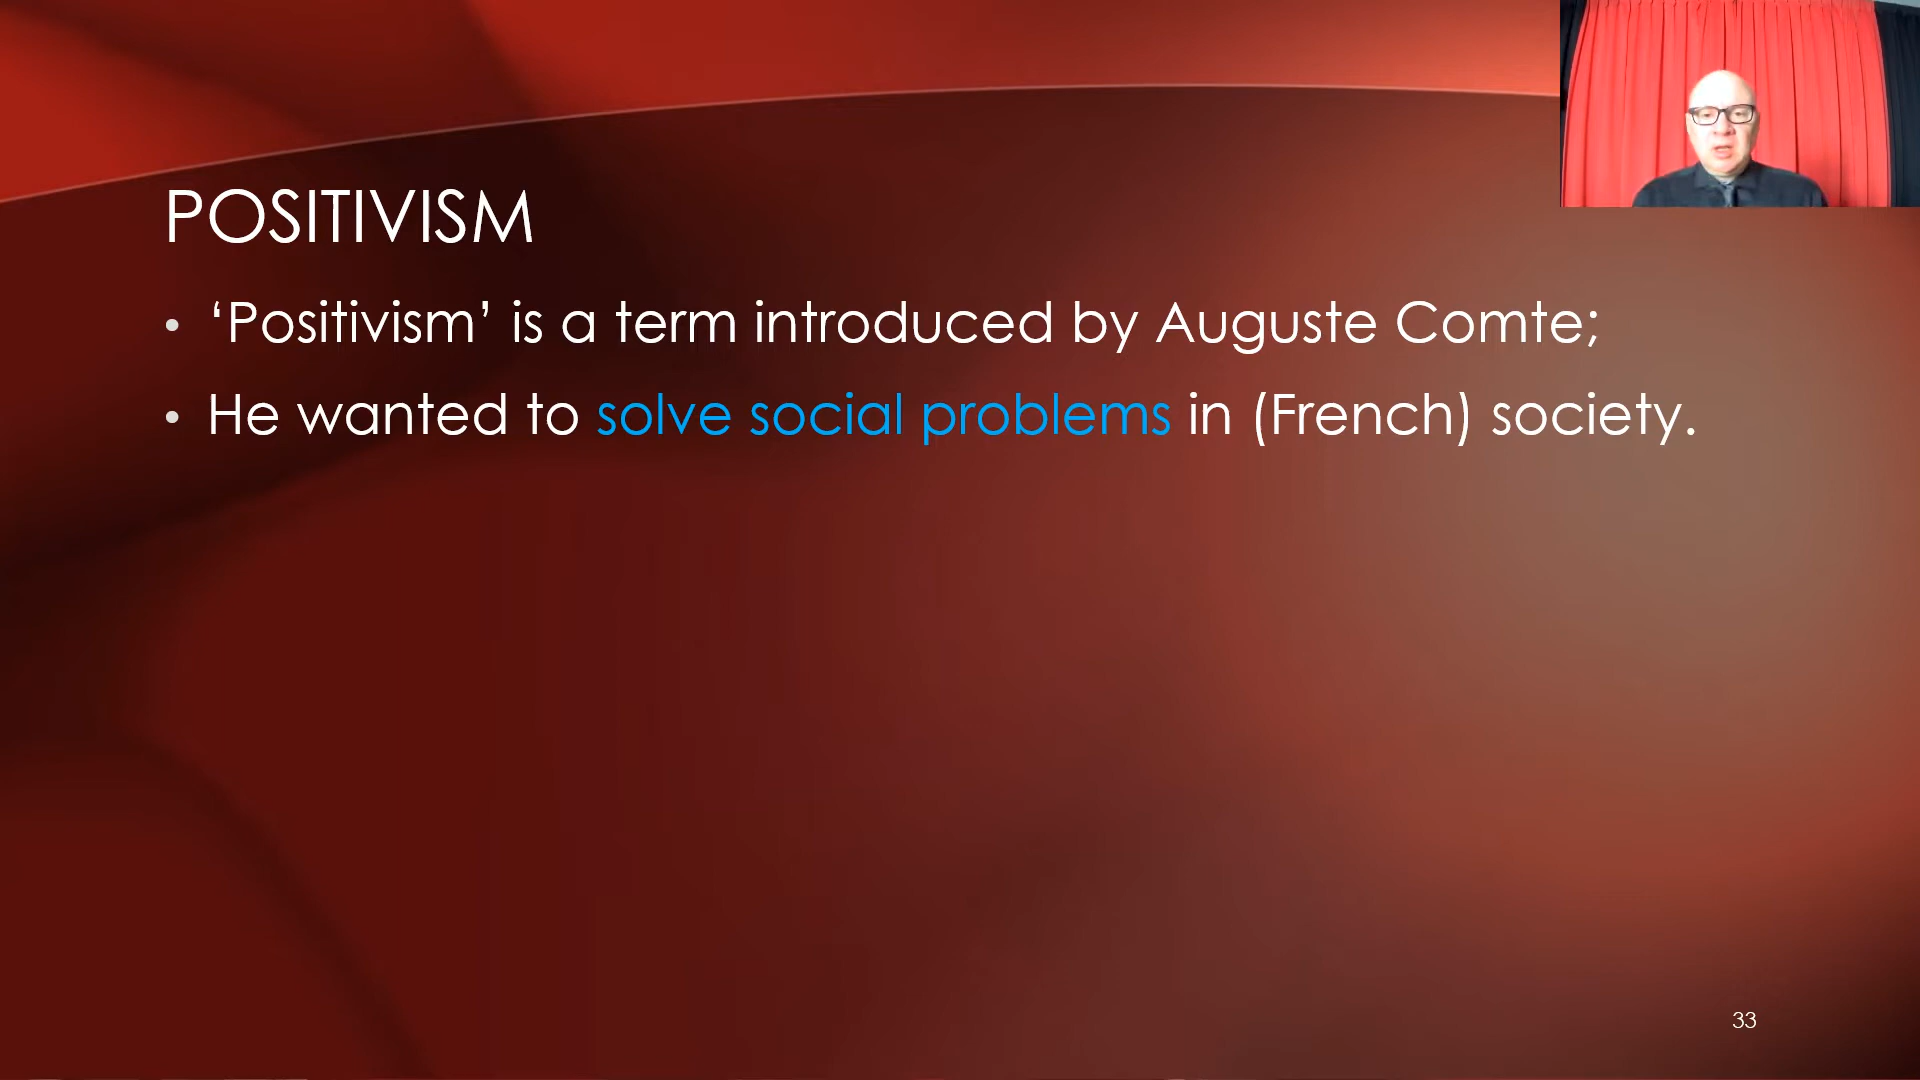 POSITIVISM
• ‘Positivism’ is a term introduced by Auguste Comte;
• He wanted to solve social problems in (French) society.
33